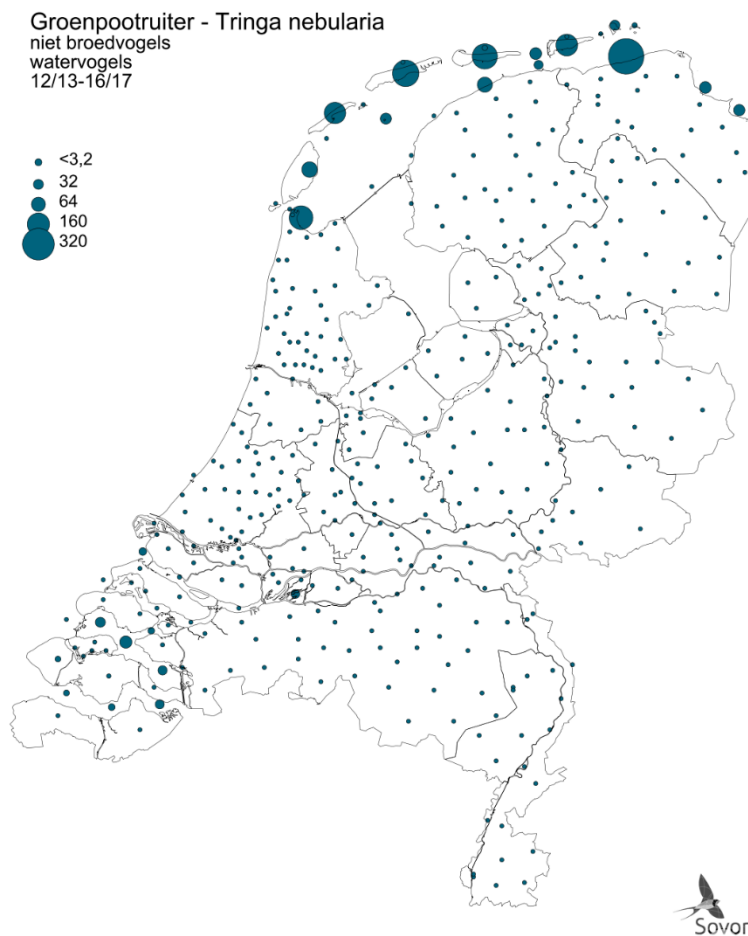 Groenpootruiter - Tringa nebularia
niet broedvogels
watervogels
12/13-16/17
<3,2
32
64
160
320
Sovon